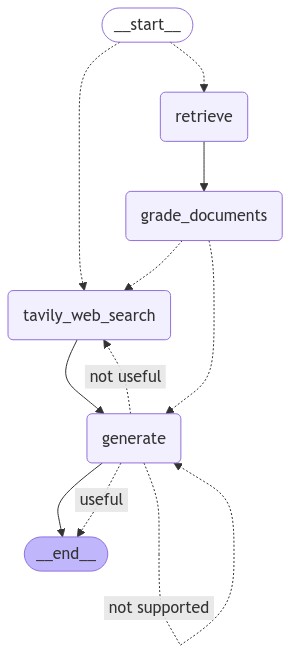 __start__
retrieve
grade_documents
tavily_web_search
not useful
generate
useful
__end__
not supported